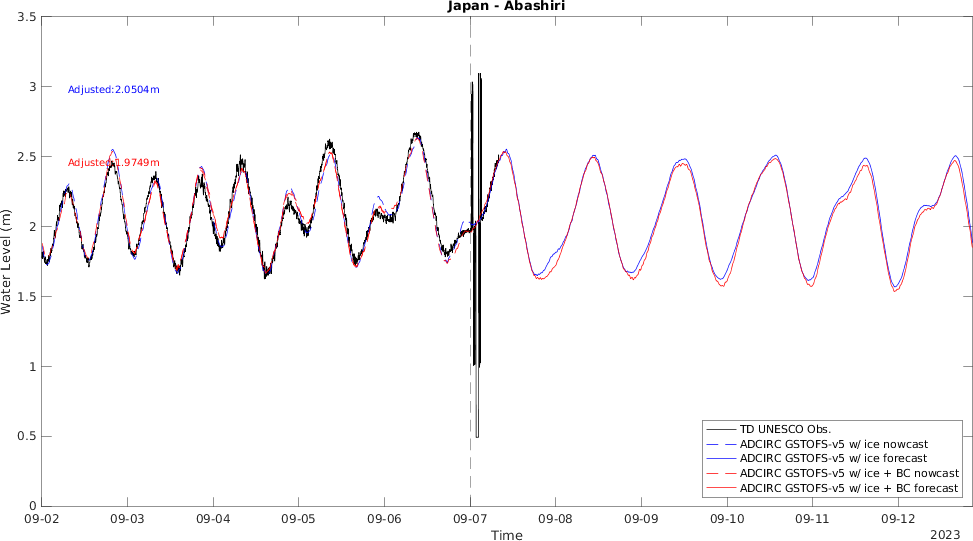 Japan - Abashiri
3.5
3
2.5
2
1.5
1
0.5
0
Water Level (m)
Adjusted:2.0504m
Adjusted:1.9749m
TD UNESCO Obs.
ADCIRC GSTOFS-v5 w/ ice nowcast
ADCIRC GSTOFS-v5 w/ ice forecast
ADCIRC GSTOFS-v5 w/ ice + BC nowcast
ADCIRC GSTOFS-v5 w/ ice + BC forecast
09-02 09-03 09-04 09-05 09-06 09-07 09-08 09-09 09-10 09-11 09-12
Time
2023